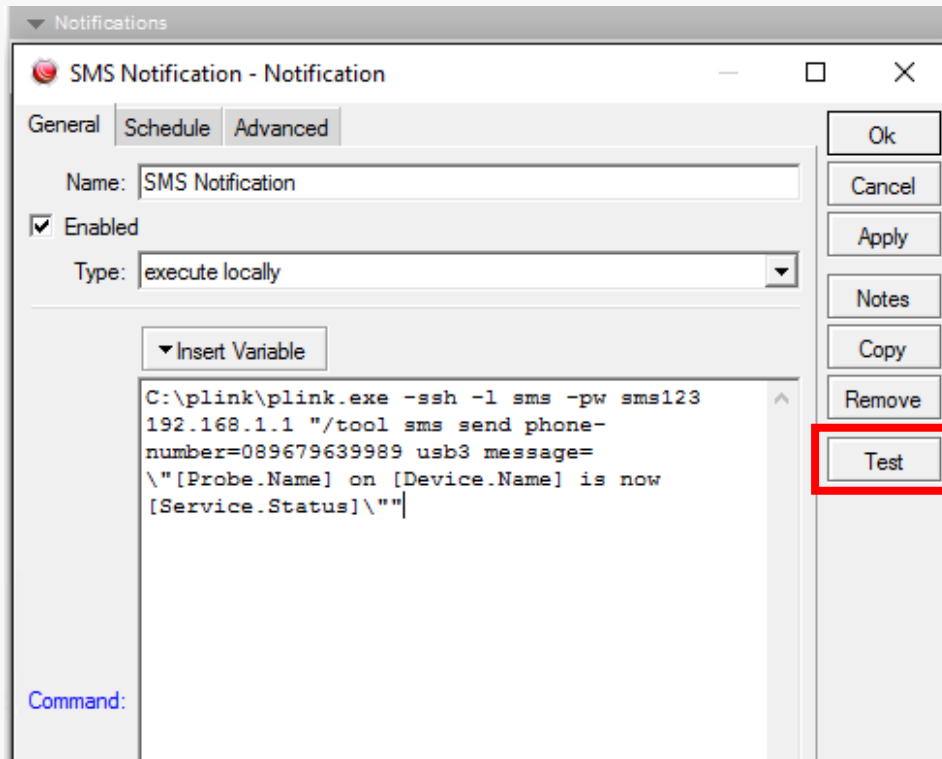 Notifications
SMS Notification - Notification
General Schedule Advanced
Ok
Name: SMS Notification
Cancel
Enabled
Apply
Type: execute locally
Notes
Insert Variable
Copy
C:\plink\plink.exe -ssh -l sms -pw sms123
192.168.1.1 "/tool sms send phone-
number=089679639989 usb3 message=
\"[Probe.Name] on [Device.Name] is now
[Service.Status]\""
Remove
Test
Command: